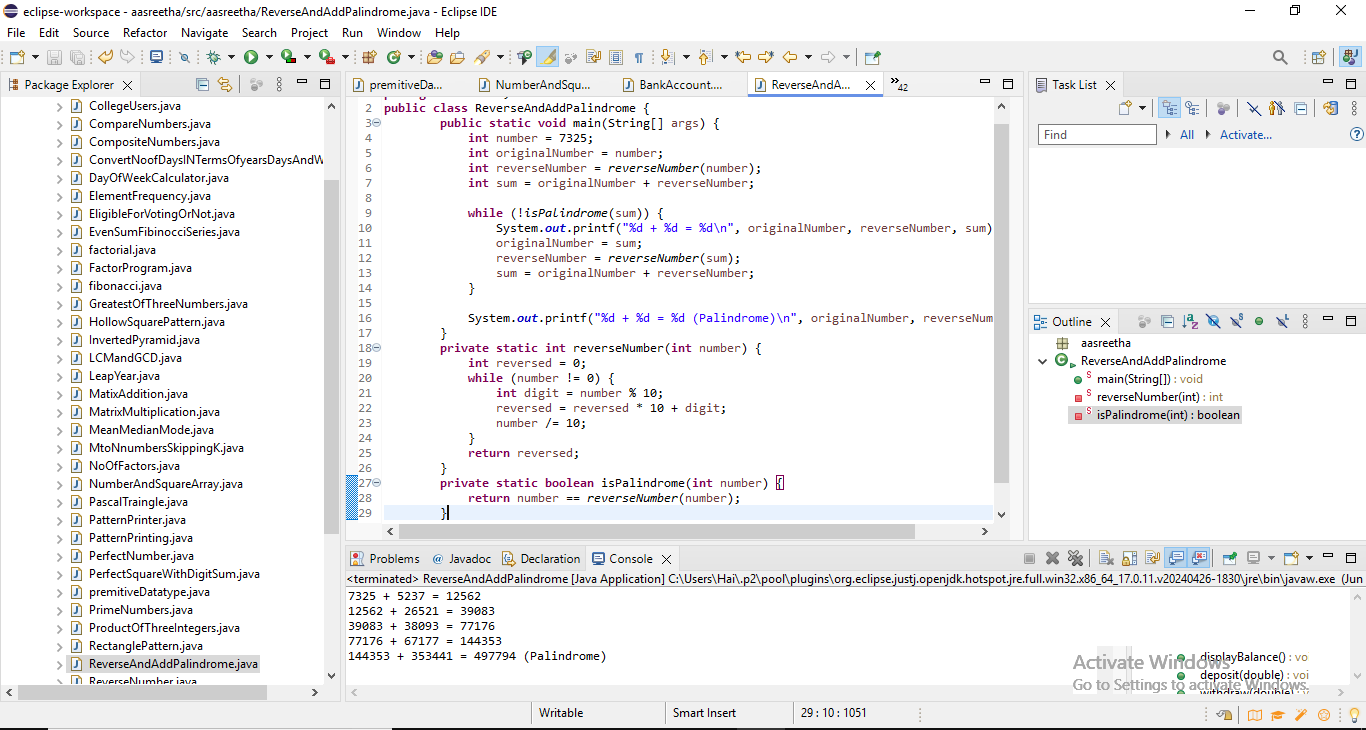 eclipse-workspace - aasreetha/src/aasreetha/ReverseAndAddPalindrome.java - Eclipse IDE
File Edit Source Refactor Navigate Search Project Run Window Help
Package Explorer
CollegeUsers.java
CompareNumbers.java
CompositeNumbers.java
ConvertNoofDaysINTermsOfyearsDaysAndW
DayOfWeekCalculator.java
ElementFrequency.java
EligibleForVotingOrNot.java
EvenSumFibinocciSeries.java
factorial.java
FactorProgram.java
fibonacci.java
GreatestOfThreeNumbers.java
HollowSquarePattern.java
InvertedPyramid.java
LCMandGCD.java
LeapYear.java
MatixAddition.java
MatrixMultiplication.java
MeanMedianMode.java
MtoNnumbersSkippingK.java
NoOfFactors.java
NumberAndSquareArray.java
PascalTraingle.java
PatternPrinter.java
PatternPrinting.java
PerfectNumber.java
PerfectSquareWithDigitSum.java
premitiveDatatype.java
PrimeNumbers.java
ProductOfThreeIntegers.java
RectanglePattern.java
ReverseAndAddPalindrome.java
ReverseNumber.java
premitiveDa... NumberAndSqu... BankAccount.... ReverseAndA... »42
2 public class ReverseAndAddPalindrome {
3 public static void main(String[] args) {
4 int number = 7325;
5 int originalNumber = number;
6 int reverseNumber = reverseNumber(number);
7 int sum = originalNumber + reverseNumber;
8
9 while (!isPalindrome(sum)) {
10 System.out.printf("%d + %d = %d\n", originalNumber, reverseNumber, sum)
11 originalNumber = sum;
12 reverseNumber = reverseNumber(sum);
13 sum = originalNumber + reverseNumber;
14 }
15
16 System.out.printf("%d + %d = %d (Palindrome)\n", originalNumber, reverseNum
17 }
18 private static int reverseNumber(int number) {
19 int reversed = 0;
20 while (number != 0) {
21 int digit = number % 10;
22 reversed = reversed * 10 + digit;
23 number /= 10;
24 }
25 return reversed;
26 }
27 private static boolean isPalindrome(int number) {
28 return number == reverseNumber(number);
29 }
Task List
Find All Activate...
Outline
aasreetha
ReverseAndAddPalindrome
main(String[]) : void
reverseNumber(int) : int
isPalindrome(int) : boolean
Problems Javadoc Declaration Console
<terminated> ReverseAndAddPalindrome [Java Application] C:\Users\Hai\.p2\pool\plugins\org.eclipse.justj.openjdk.hotspot.jre.full.win32.x86_64_17.0.11.v20240426-1830\jre\bin\javaw.exe (Jun
7325 + 5237 = 12562
12562 + 26521 = 39083
39083 + 38093 = 77176
77176 + 67177 = 144353
144353 + 353441 = 497794 (Palindrome)
displayBalance() : vo
deposit(double) : voi
withdraw(double) : v
Activate Windows
Go to Settings to activate Windows.
Writable Smart Insert 29 : 10 : 1051